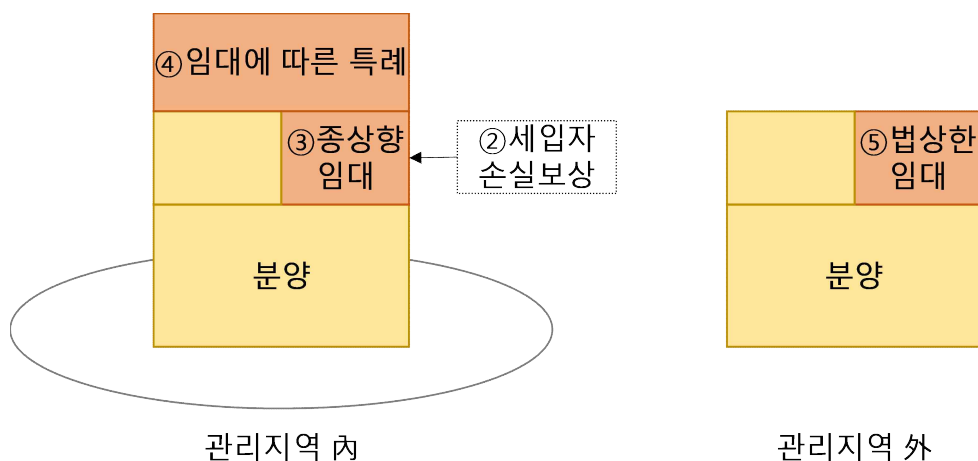 ④임대에 따른 특례
③종상향
임대
②세입자
손실보상
분양
관리지역 內
⑤법상한
임대
분양
관리지역 外